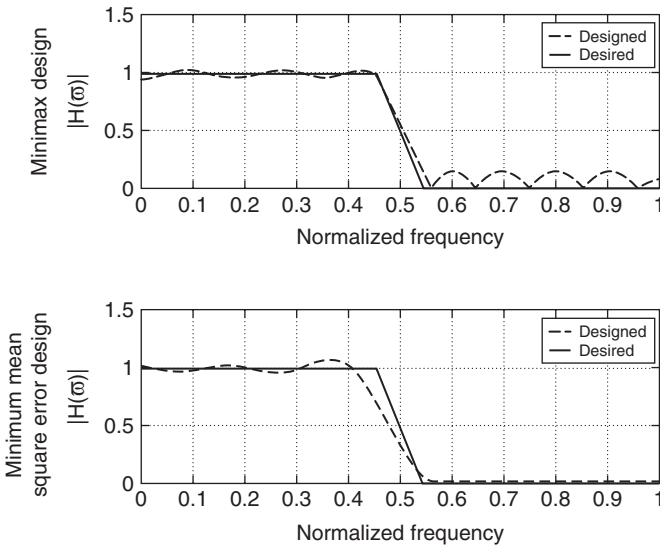 Minimax design
|H(ϖ)|
1.5
1
0.5
0
Designed
Desired
0 0.1 0.2 0.3 0.4 0.5 0.6 0.7 0.8 0.9 1
Normalized frequency
Minimum mean
square error design
|H(ϖ)|
1.5
1
0.5
0
Designed
Desired
0 0.1 0.2 0.3 0.4 0.5 0.6 0.7 0.8 0.9 1
Normalized frequency